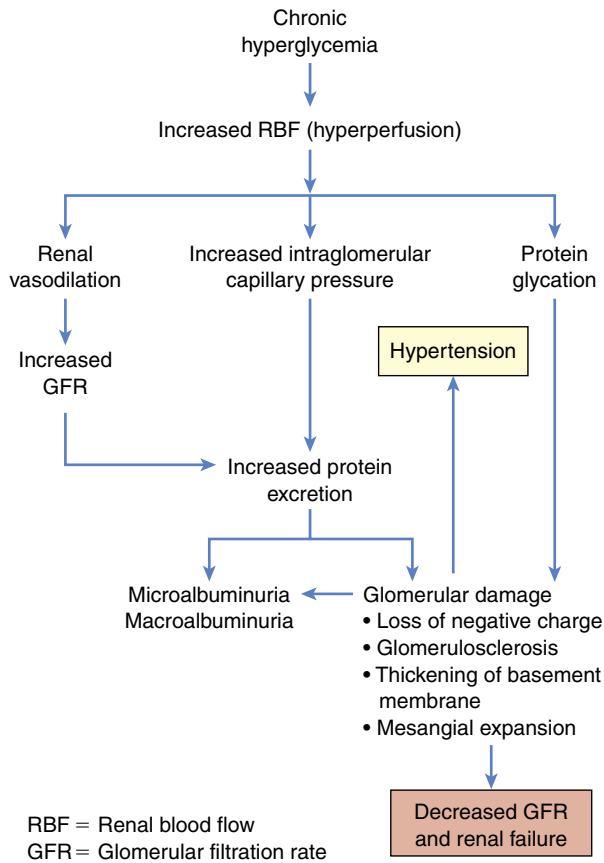 Chronic
hyperglycemia
Increased RBF (hyperperfusion)
Renal
vasodilation
Increased intraglomerular
capillary pressure
Protein
glycation
Increased
GFR
Hypertension
Increased protein
excretion
Microalbuminuria
Macroalbuminuria
Glomerular damage
• Loss of negative charge
• Glomerulosclerosis
• Thickening of basement
membrane
• Mesangial expansion
Decreased GFR
and renal failure
RBF = Renal blood flow
GFR = Glomerular filtration rate